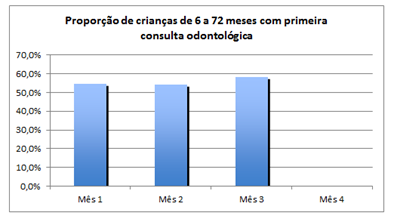 Proporção de crianças de 6 a 72 meses com primeira
consulta odontológica
70,0%
60,0%
50,0%
40,0%
30,0%
20,0%
10,0%
0,0%
Mês 1 Mês 2 Mês 3 Mês 4